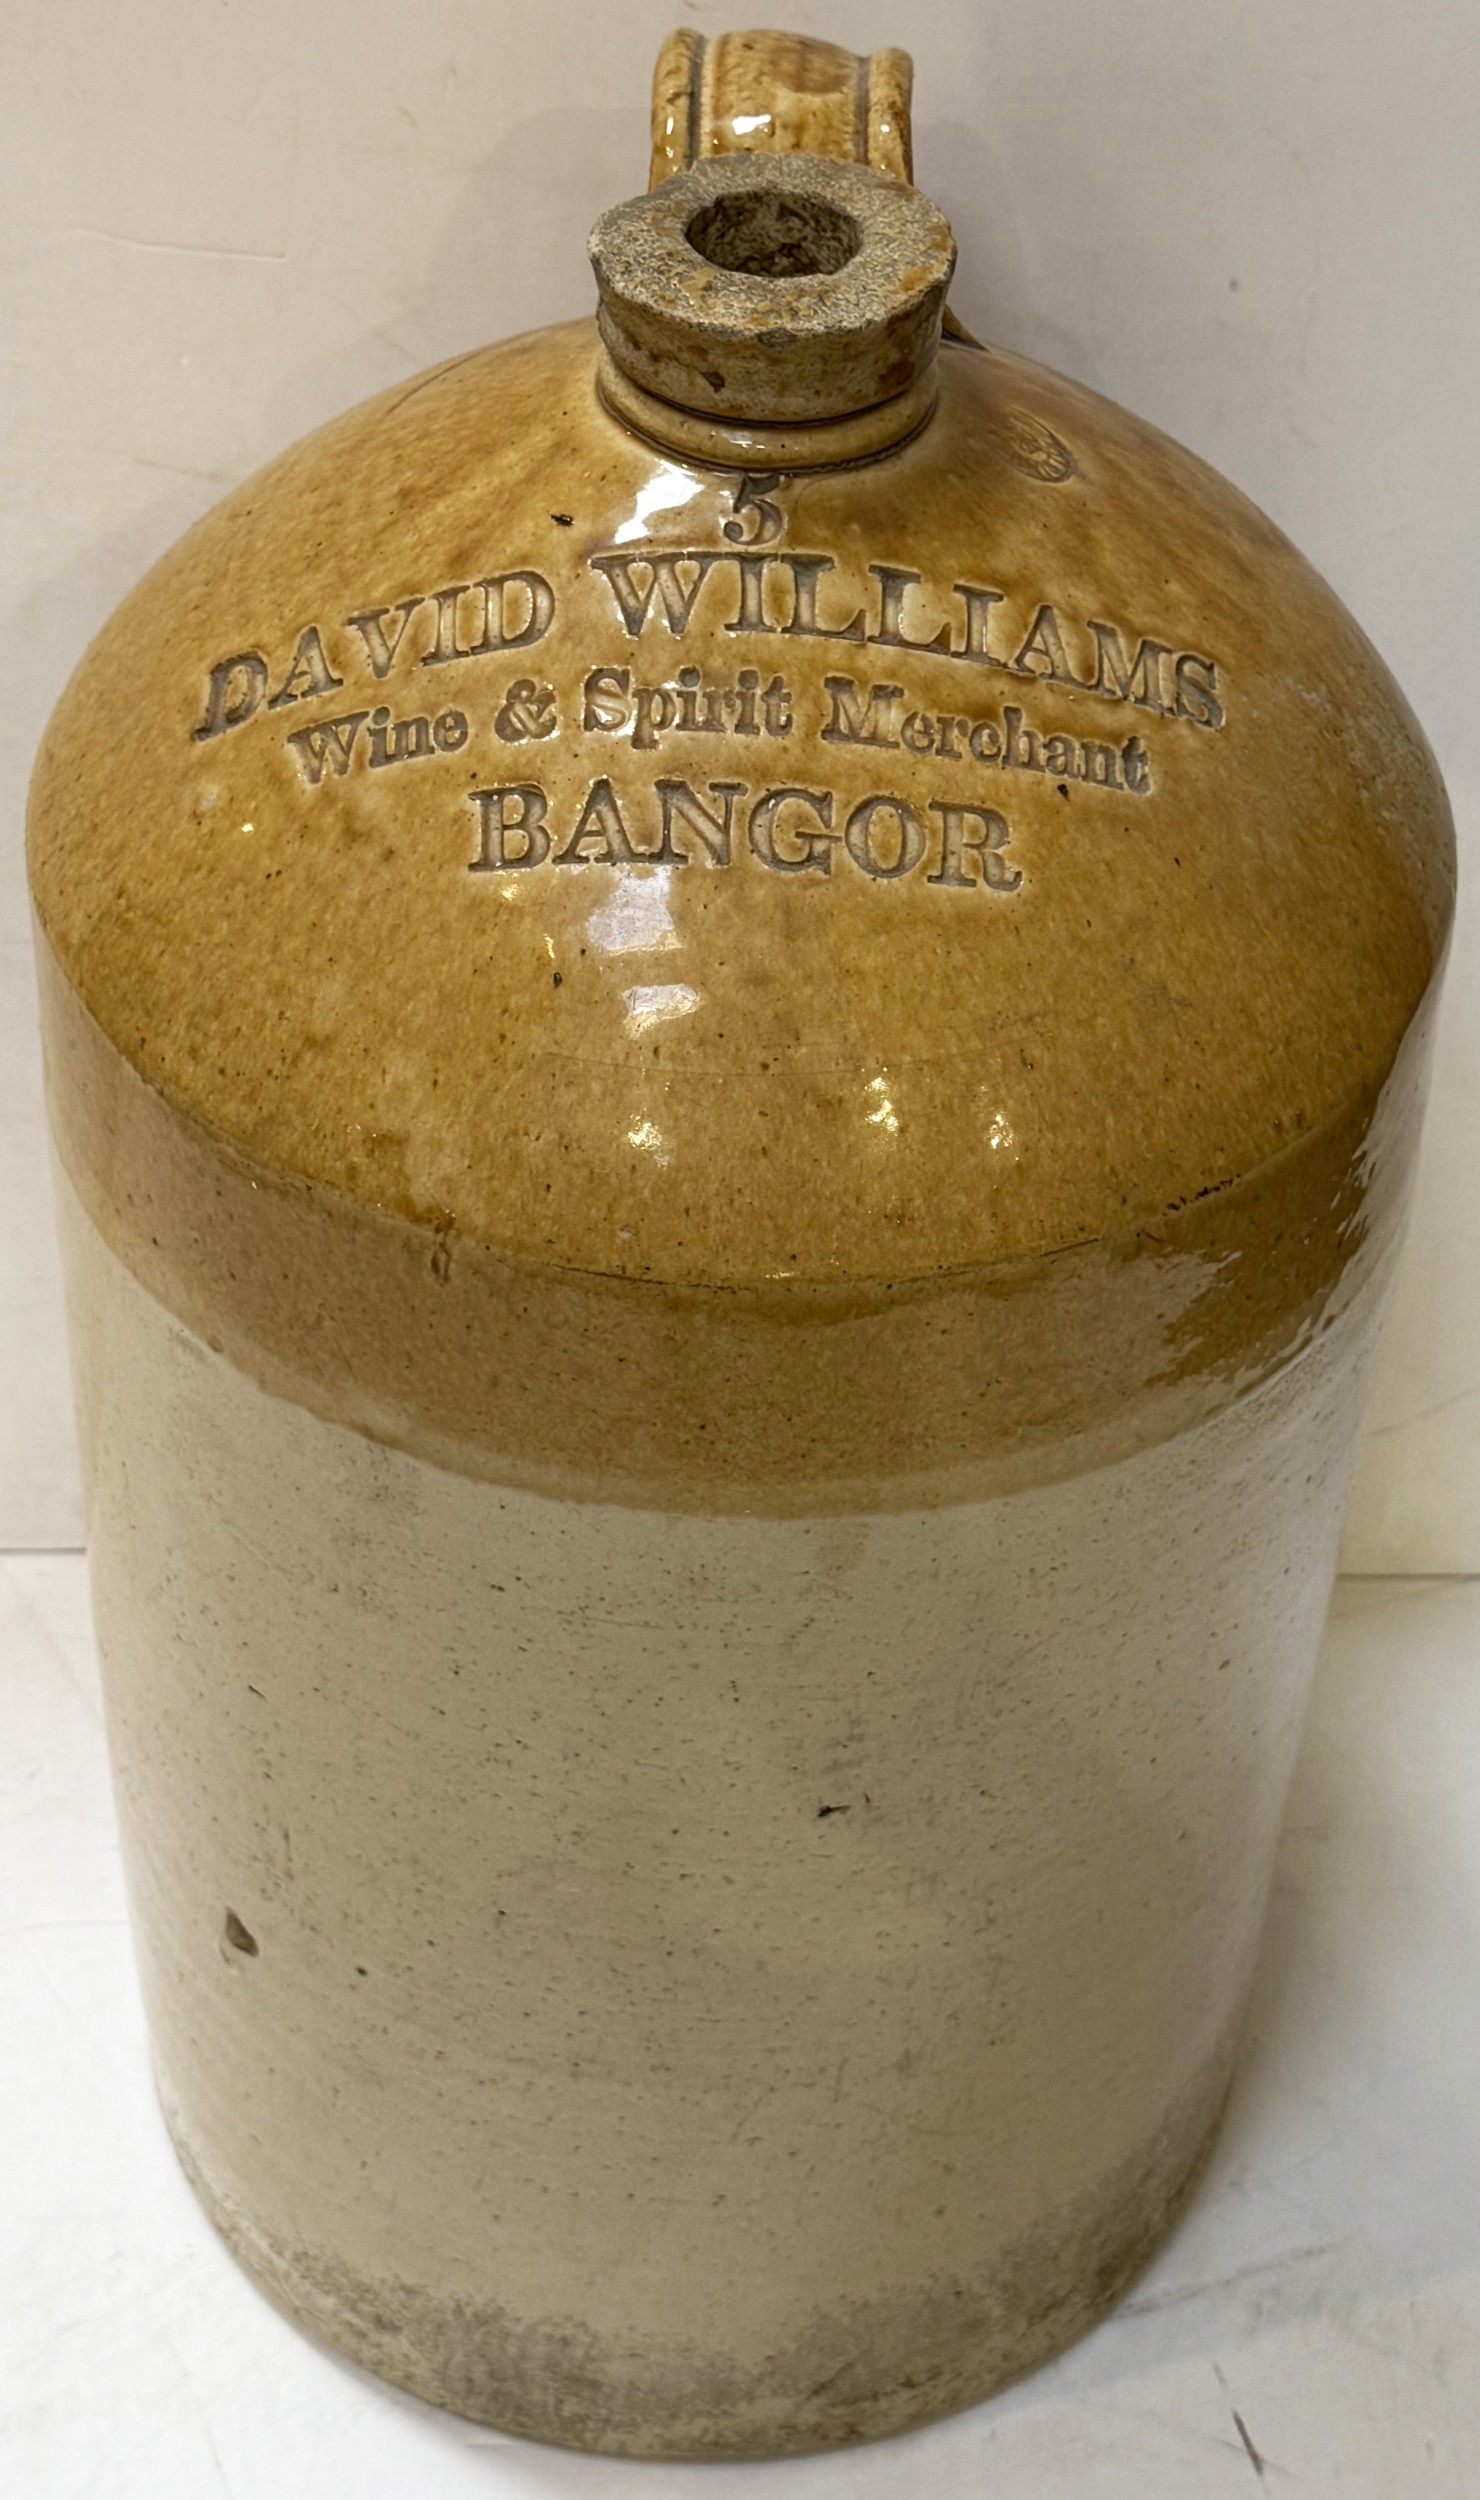 5
DAVID WILLIAMS
Wine & Spirit Merchant
BANGOR